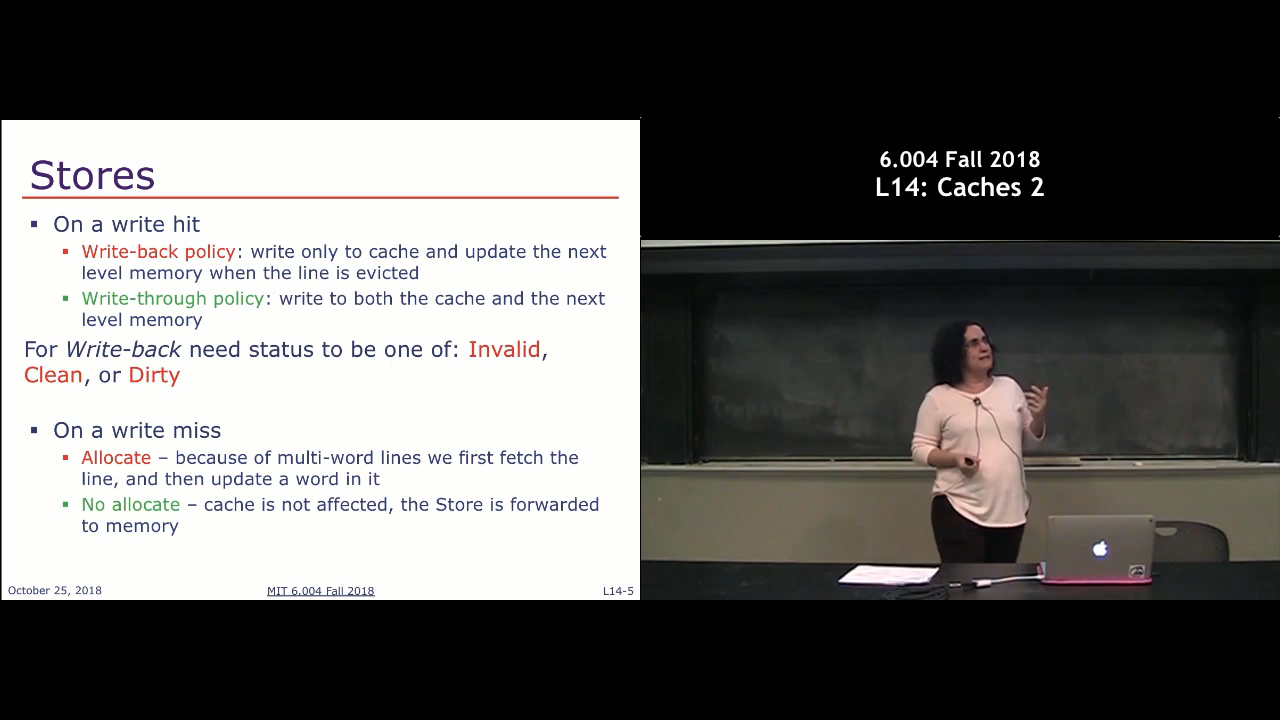 Stores
▪ On a write hit
▪ Write-back policy: write only to cache and update the next
level memory when the line is evicted
▪ Write-through policy: write to both the cache and the next
level memory
For Write-back need status to be one of: Invalid,
Clean, or Dirty
▪ On a write miss
▪ Allocate – because of multi-word lines we first fetch the
line, and then update a word in it
▪ No allocate – cache is not affected, the Store is forwarded
to memory
October 25, 2018
MIT 6.004 Fall 2018
L14-5
6.004 Fall 2018
L14: Caches 2